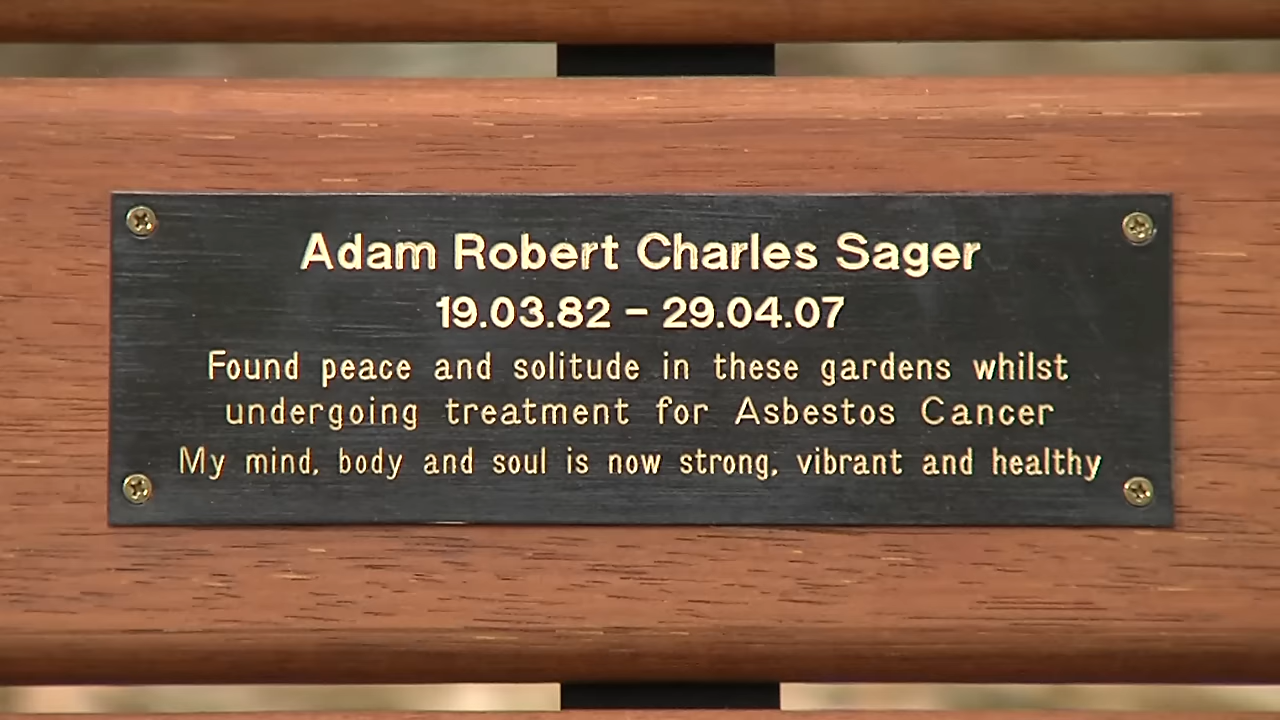 Adam Robert Charles Sager
19.03.82 – 29.04.07
Found peace and solitude in these gardens whilst
undergoing treatment for Asbestos Cancer
My mind, body and soul is now strong, vibrant and healthy